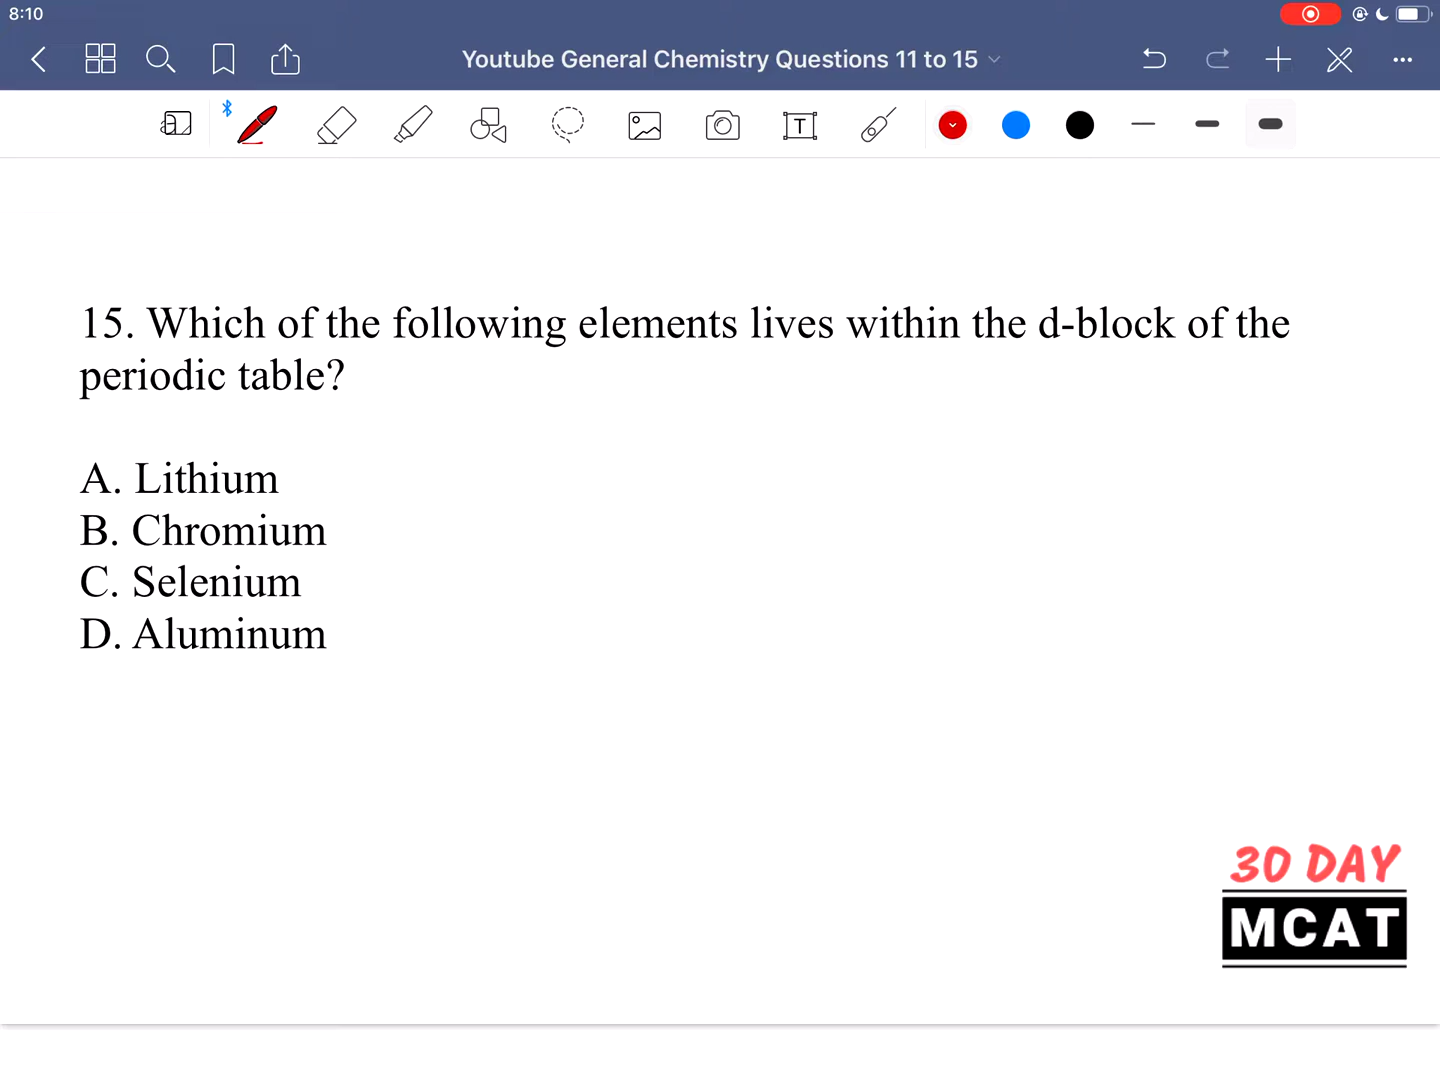 8:10
Youtube General Chemistry Questions 11 to 15
T
15. Which of the following elements lives within the d-block of the
periodic table?
A. Lithium
B. Chromium
C. Selenium
D. Aluminum
30 DAY
MCAT